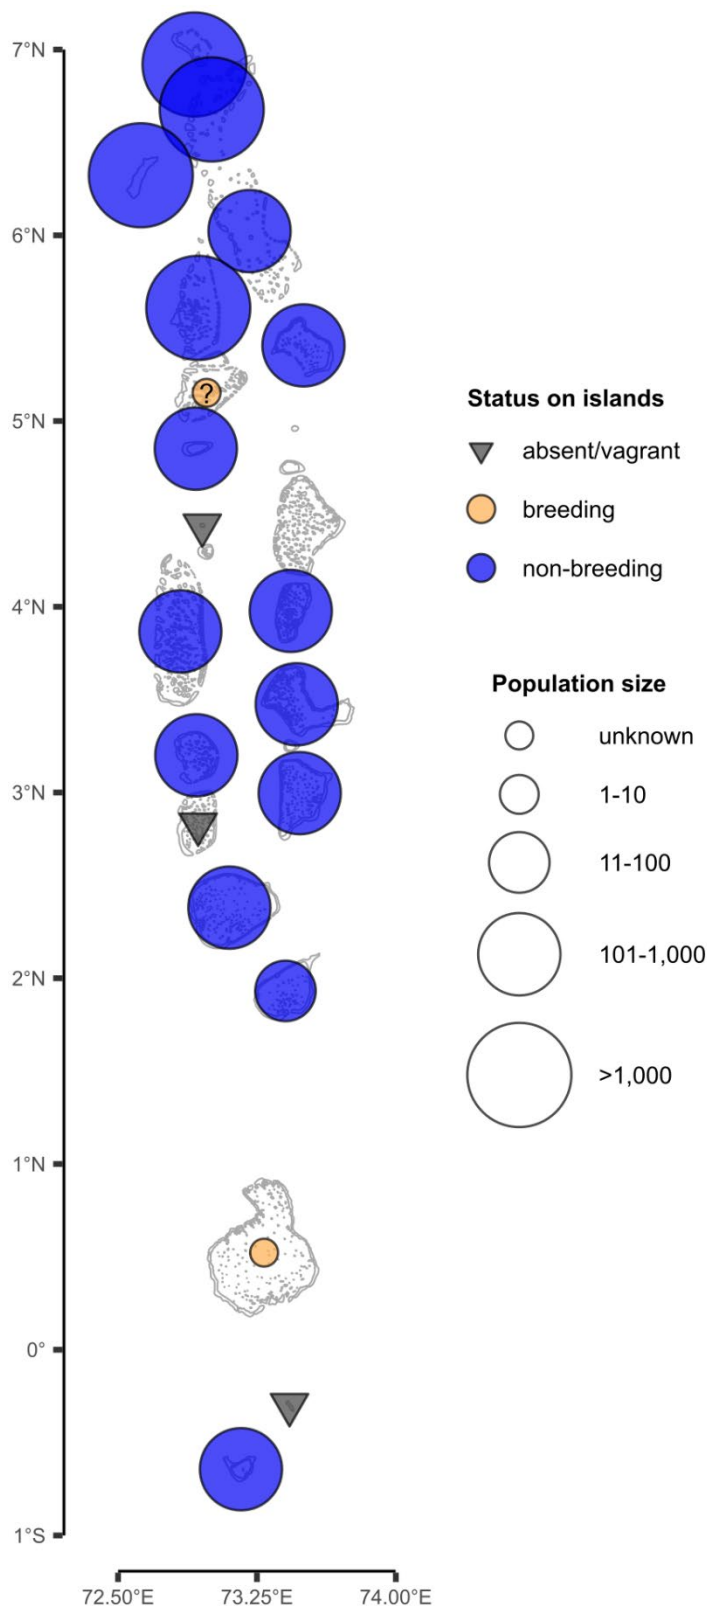 7°N
6°N
5°N
4°N
3°N
2°N
1°N
0°
1°S
?
72.50°E 73.25°E 74.00°E
Status on islands
absent/vagrant
breeding
non-breeding
Population size
unknown
1-10
11-100
101-1,000
>1,000